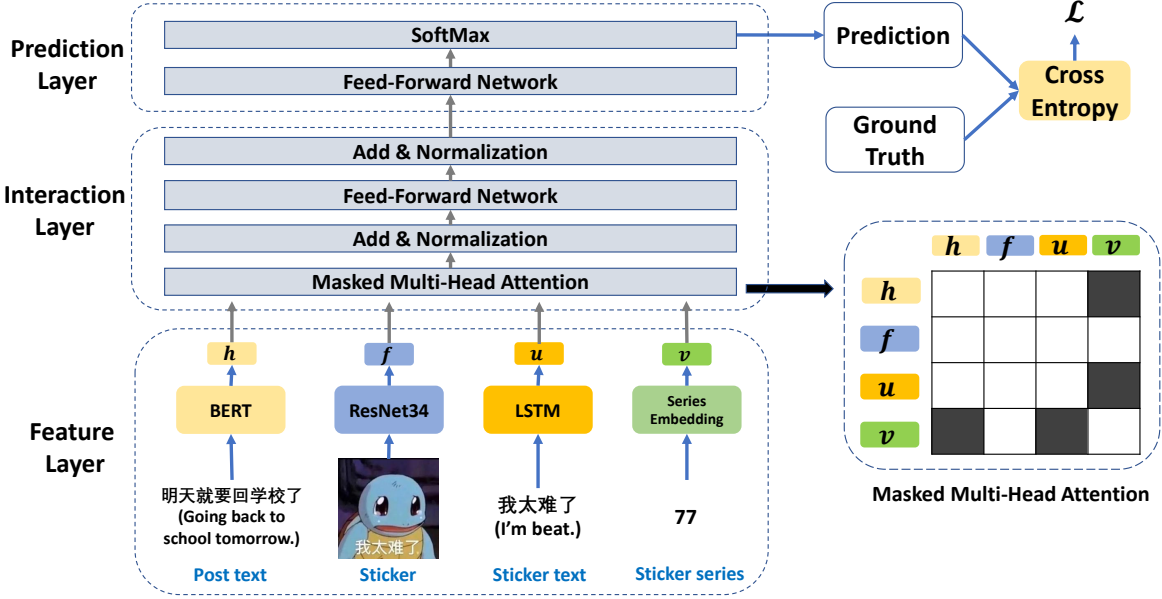 Prediction
Layer
SoftMax
Feed-Forward Network
Prediction
Ground
Truth
ℒ
Cross
Entropy
Interaction
Layer
Add & Normalization
Feed-Forward Network
Add & Normalization
Masked Multi-Head Attention
h f u v
h
f
u
v
Masked Multi-Head Attention
Feature
Layer
h f u v
BERT
ResNet34
LSTM
Series
Embedding
明天就要回学校了
(Going back to
school tomorrow.)
我太难了
我太难了
(I'm beat.)
77
Post text
Sticker
Sticker text
Sticker series